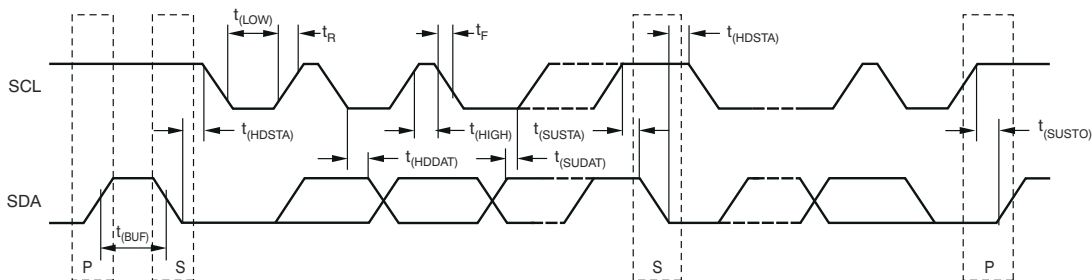 t(LOW)
tR
tF
t(HDSTA)
SCL
t(HDSTA)
t(HIGH)
t(SUSTA)
t(SUSTO)
t(HDDAT)
t(SUDAT)
SDA
t(BUF)
P
S
S
P